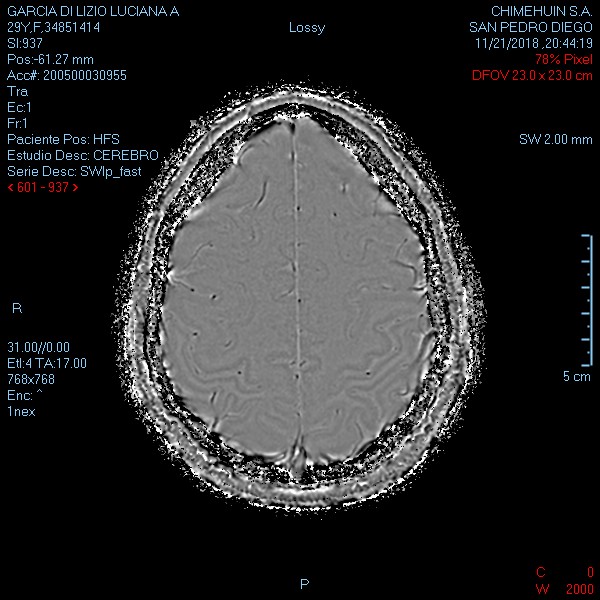 GARCIA DI LIZIO LUCIANA A
29Y,F,34851414
Sl:937
Pos:-61.27 mm
Acc#: 200500030955
Tra
Ec:1
Fr:1
Paciente Pos: HFS
Estudio Desc: CEREBRO
Serie Desc: SWIp_fast
< 601 - 937 >
Lossy
CHIMEHUIN S.A.
SAN PEDRO DIEGO
11/21/2018 ,20:44:19
78% Pixel
DFOV 23.0 x 23.0 cm
SW 2.00 mm
R
31.00//0.00
Etl:4 TA:17.00
768x768
Enc: ^
1nex
5 cm
P
C 0
W 2000